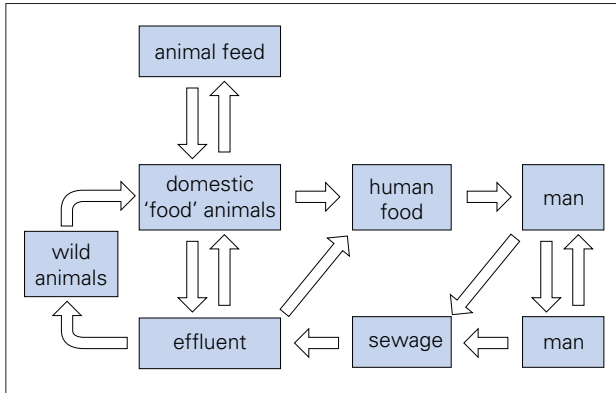 animal feed
domestic
'food' animals
human
food
man
wild
animals
effluent
sewage
man